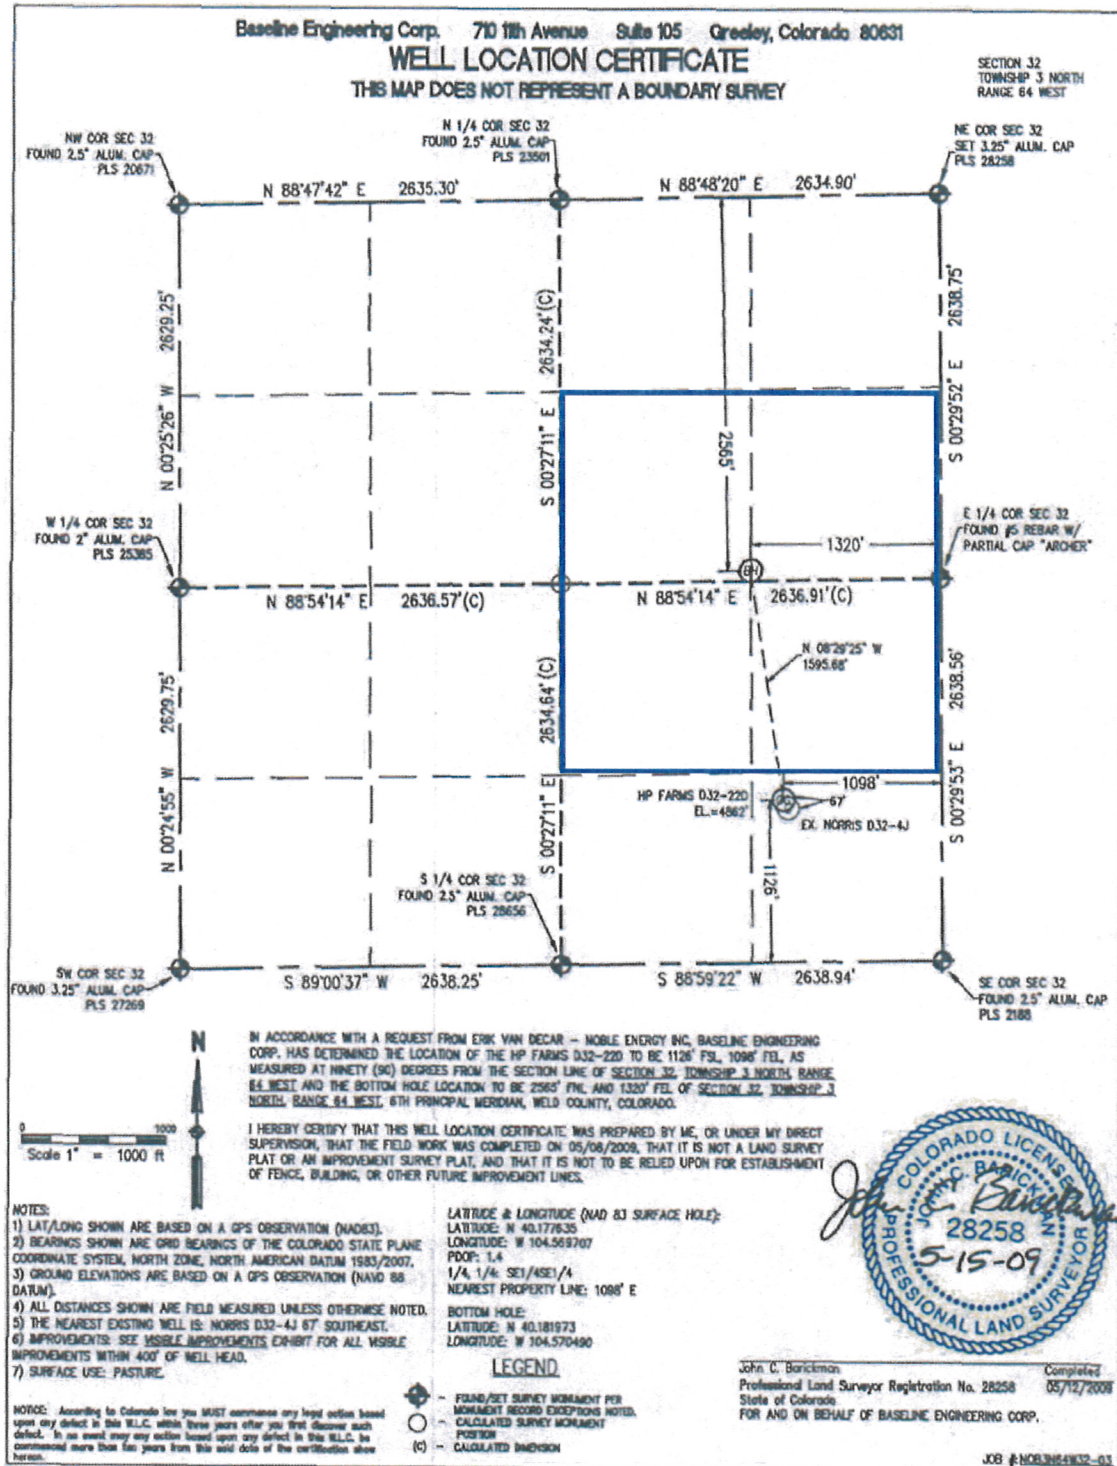 Baseline Engineering Corp. 710 11th Avenue Suite 105 Greeley, Colorado 80631
WELL LOCATION CERTIFICATE
THIS MAP DOES NOT REPRESENT A BOUNDARY SURVEY
SECTION 32
TOWNSHIP 3 NORTH
RANGE 64 WEST
NW COR SEC 32
FOUND 2.5" ALUM. CAP
PLS 20671
N 1/4 COR SEC 32
FOUND 2.5" ALUM. CAP
PLS 23501
NE COR SEC 32
SET 3.25" ALUM. CAP
PLS 28258
N 88°47'42" E 2635.30'
N 88°48'20" E 2634.90'
N 00°25'26" W 2629.25'
S 00°27'11" E 2634.24'(C)
2565'
S 00°29'52" E 2638.75'
W 1/4 COR SEC 32
FOUND 2" ALUM. CAP
PLS 25385
E 1/4 COR SEC 32
FOUND #5 REBAR W/
PARTIAL CAP "ARCHER"
1320'
BH
N 88°54'14" E 2636.57'(C)
N 88°54'14" E 2636.91'(C)
N 08°29'25" W
1595.68'
N 00°24'55" W 2629.75'
S 00°27'11" E 2634.64'(C)
S 00°29'53" E 2638.56'
1098'
HP FARMS D32-22D
EL.=4862'
67'
EX. NORRIS D32-4J
1126'
S 1/4 COR SEC 32
FOUND 2.5" ALUM. CAP
PLS 28656
SW COR SEC 32
FOUND 3.25" ALUM. CAP
PLS 27269
S 89°00'37" W 2638.25'
S 88°59'22" W 2638.94'
SE COR SEC 32
FOUND 2.5" ALUM. CAP
PLS 2188
N
0 1000
Scale 1" = 1000 ft
IN ACCORDANCE WITH A REQUEST FROM ERIK VAN DECAR – NOBLE ENERGY INC, BASELINE ENGINEERING
CORP. HAS DETERMINED THE LOCATION OF THE HP FARMS D32-22D TO BE 1126' FSL, 1098' FEL, AS
MEASURED AT NINETY (90) DEGREES FROM THE SECTION LINE OF SECTION 32, TOWNSHIP 3 NORTH, RANGE
64 WEST AND THE BOTTOM HOLE LOCATION TO BE 2565' FNL AND 1320' FEL OF SECTION 32, TOWNSHIP 3
NORTH, RANGE 64 WEST, 6TH PRINCIPAL MERIDIAN, WELD COUNTY, COLORADO.
I HEREBY CERTIFY THAT THIS WELL LOCATION CERTIFICATE WAS PREPARED BY ME, OR UNDER MY DIRECT
SUPERVISION, THAT THE FIELD WORK WAS COMPLETED ON 05/06/2009, THAT IT IS NOT A LAND SURVEY
PLAT OR AN IMPROVEMENT SURVEY PLAT, AND THAT IT IS NOT TO BE RELIED UPON FOR ESTABLISHMENT
OF FENCE, BUILDING, OR OTHER FUTURE IMPROVEMENT LINES.
NOTES:
1) LAT/LONG SHOWN ARE BASED ON A GPS OBSERVATION (NAD83).
2) BEARINGS SHOWN ARE GRID BEARINGS OF THE COLORADO STATE PLANE
COORDINATE SYSTEM, NORTH ZONE, NORTH AMERICAN DATUM 1983/2007.
3) GROUND ELEVATIONS ARE BASED ON A GPS OBSERVATION (NAVD 88
DATUM).
4) ALL DISTANCES SHOWN ARE FIELD MEASURED UNLESS OTHERWISE NOTED.
5) THE NEAREST EXISTING WELL IS: NORRIS D32-4J 67' SOUTHEAST.
6) IMPROVEMENTS: SEE VISIBLE IMPROVEMENTS EXHIBIT FOR ALL VISIBLE
IMPROVEMENTS WITHIN 400' OF WELL HEAD.
7) SURFACE USE: PASTURE.
NOTICE: According to Colorado law you MUST commence any legal action based
upon any defect in this W.L.C. within three years after you first discover such
defect. In no event may any action based upon any defect in this W.L.C. be
commenced more than ten years from this said date of the certification show
hereon.
LATITUDE & LONGITUDE (NAD 83 SURFACE HOLE):
LATITUDE: N 40.177635
LONGITUDE: W 104.569707
PDOP: 1.4
1/4, 1/4: SE1/4SE1/4
NEAREST PROPERTY LINE: 1098' E
BOTTOM HOLE:
LATITUDE: N 40.181973
LONGITUDE: W 104.570490
LEGEND
– FOUND/SET SURVEY MONUMENT PER
MONUMENT RECORD EXCEPTIONS NOTED.
– CALCULATED SURVEY MONUMENT
POSITION
(C) – CALCULATED DIMENSION
COLORADO LICENSED
JOHN C. BARICKMAN
28258
5-15-09
PROFESSIONAL LAND SURVEYOR
John C. Barickman
John C. Barickman Completed
Professional Land Surveyor Registration No. 28258 05/12/2009
State of Colorado
FOR AND ON BEHALF OF BASELINE ENGINEERING CORP.
JOB #:NOB3N64W32-03